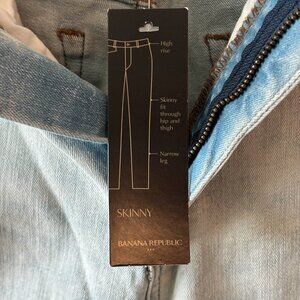 High
rise
Skinny
fit
through
hip and
thigh
Narrow
leg
SKINNY
BANANA REPUBLIC